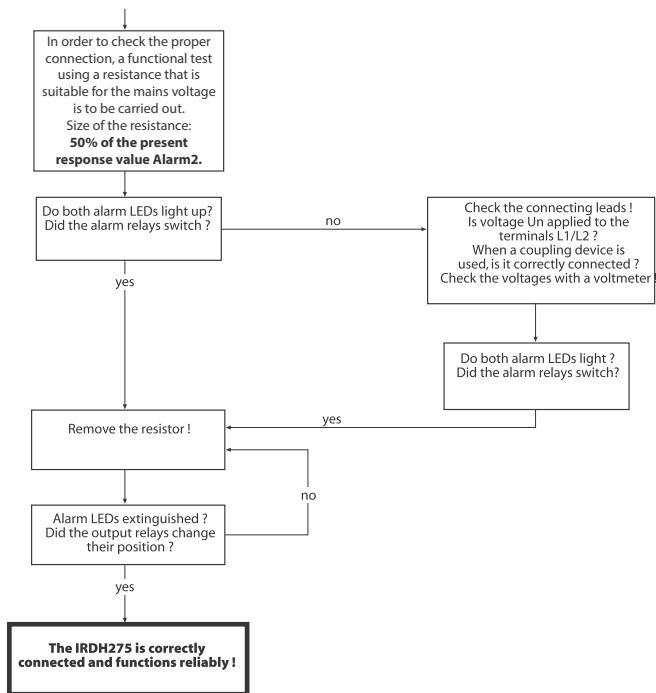 In order to check the proper
connection, a functional test
using a resistance that is
suitable for the mains voltage
is to be carried out.
Size of the resistance:
50% of the present
response value Alarm2.
Do both alarm LEDs light up?
Did the alarm relays switch ?
no
Check the connecting leads !
Is voltage Un applied to the
terminals L1/L2 ?
When a coupling device is
used, is it correctly connected ?
Check the voltages with a voltmeter !
yes
Do both alarm LEDs light ?
Did the alarm relays switch?
yes
Remove the resistor !
no
Alarm LEDs extinguished ?
Did the output relays change
their position ?
yes
The IRDH275 is correctly
connected and functions reliably !